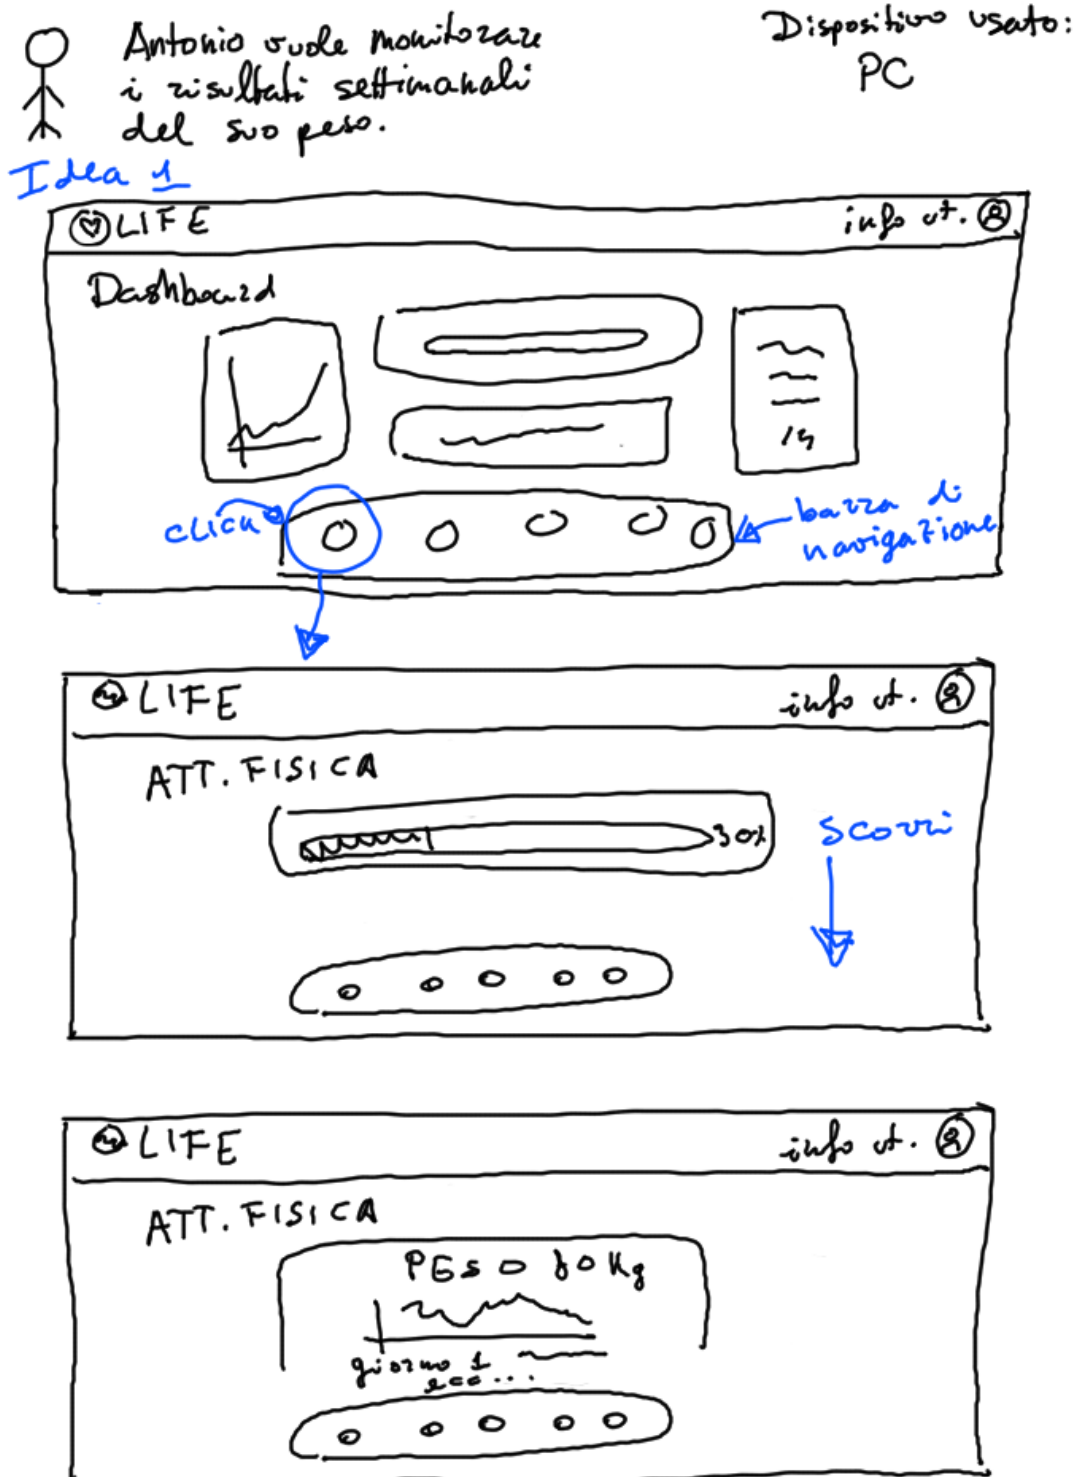 Antonio vuole monitorare
i risultati settimanali
del suo peso.
Dispositivo usato:
PC
Idea 1
LIFE
info ut.
Dashboard
click
barra di
navigazione
LIFE
info ut.
ATT. FISICA
30%
scorri
LIFE
info ut.
ATT. FISICA
PESO 80 Kg
giorno 1
ecc...